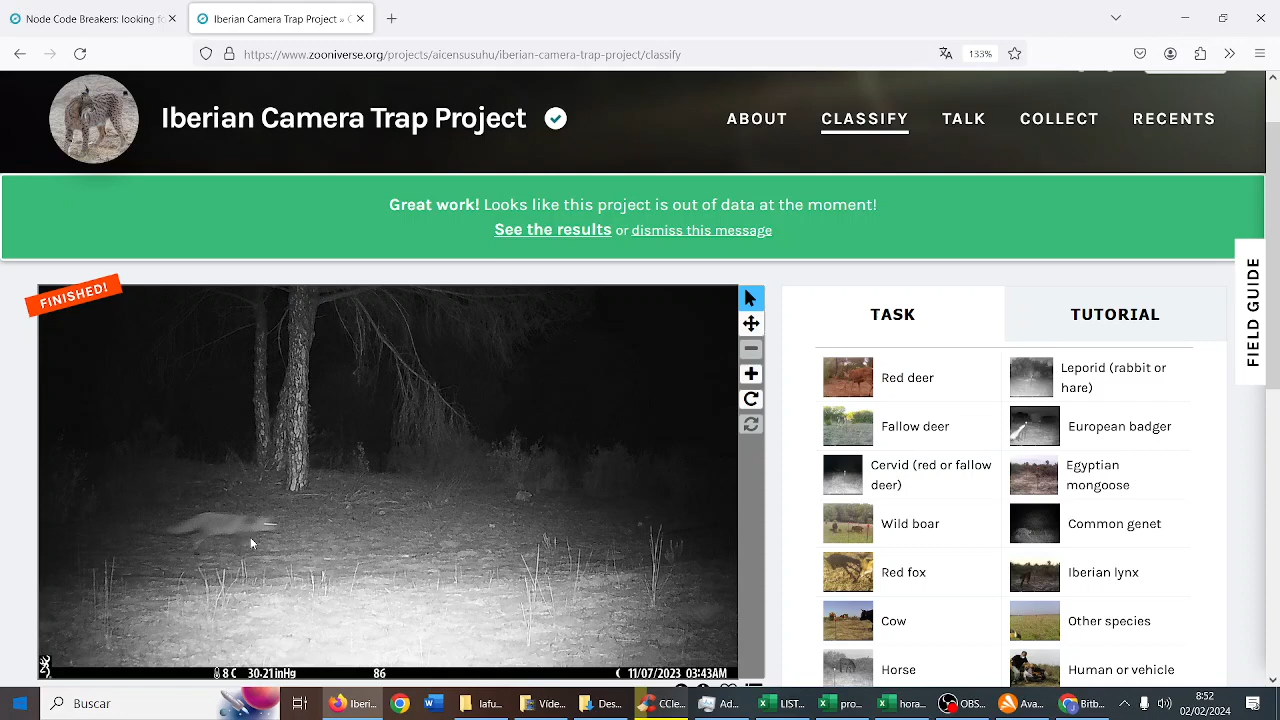 Node Code Breakers: looking fo
Iberian Camera Trap Project » C
https://www.zooniverse.org/projects/aicensusuhu/iberian-camera-trap-project/classify
133%
Iberian Camera Trap Project
ABOUT
CLASSIFY
TALK
COLLECT
RECENTS
Great work! Looks like this project is out of data at the moment!
See the results or dismiss this message
FINISHED!
FIELD GUIDE
TASK
TUTORIAL
Red deer
Leporid (rabbit or
hare)
Fallow deer
European badger
Cervid (red or fallow
deer)
Egyptian
mongoose
Wild boar
Common genet
Red fox
Iberian lynx
Cow
Other species
Horse
Human or vehicle
8 C
30-21inHg
86
11/07/2023 03:43AM
Buscar
Iberi...
Iafu...
Vide...
Des...
CCle...
Ad...
LIST...
pro...
hora...
OBS...
Ava...
Bitb...
8:52
02/02/2024